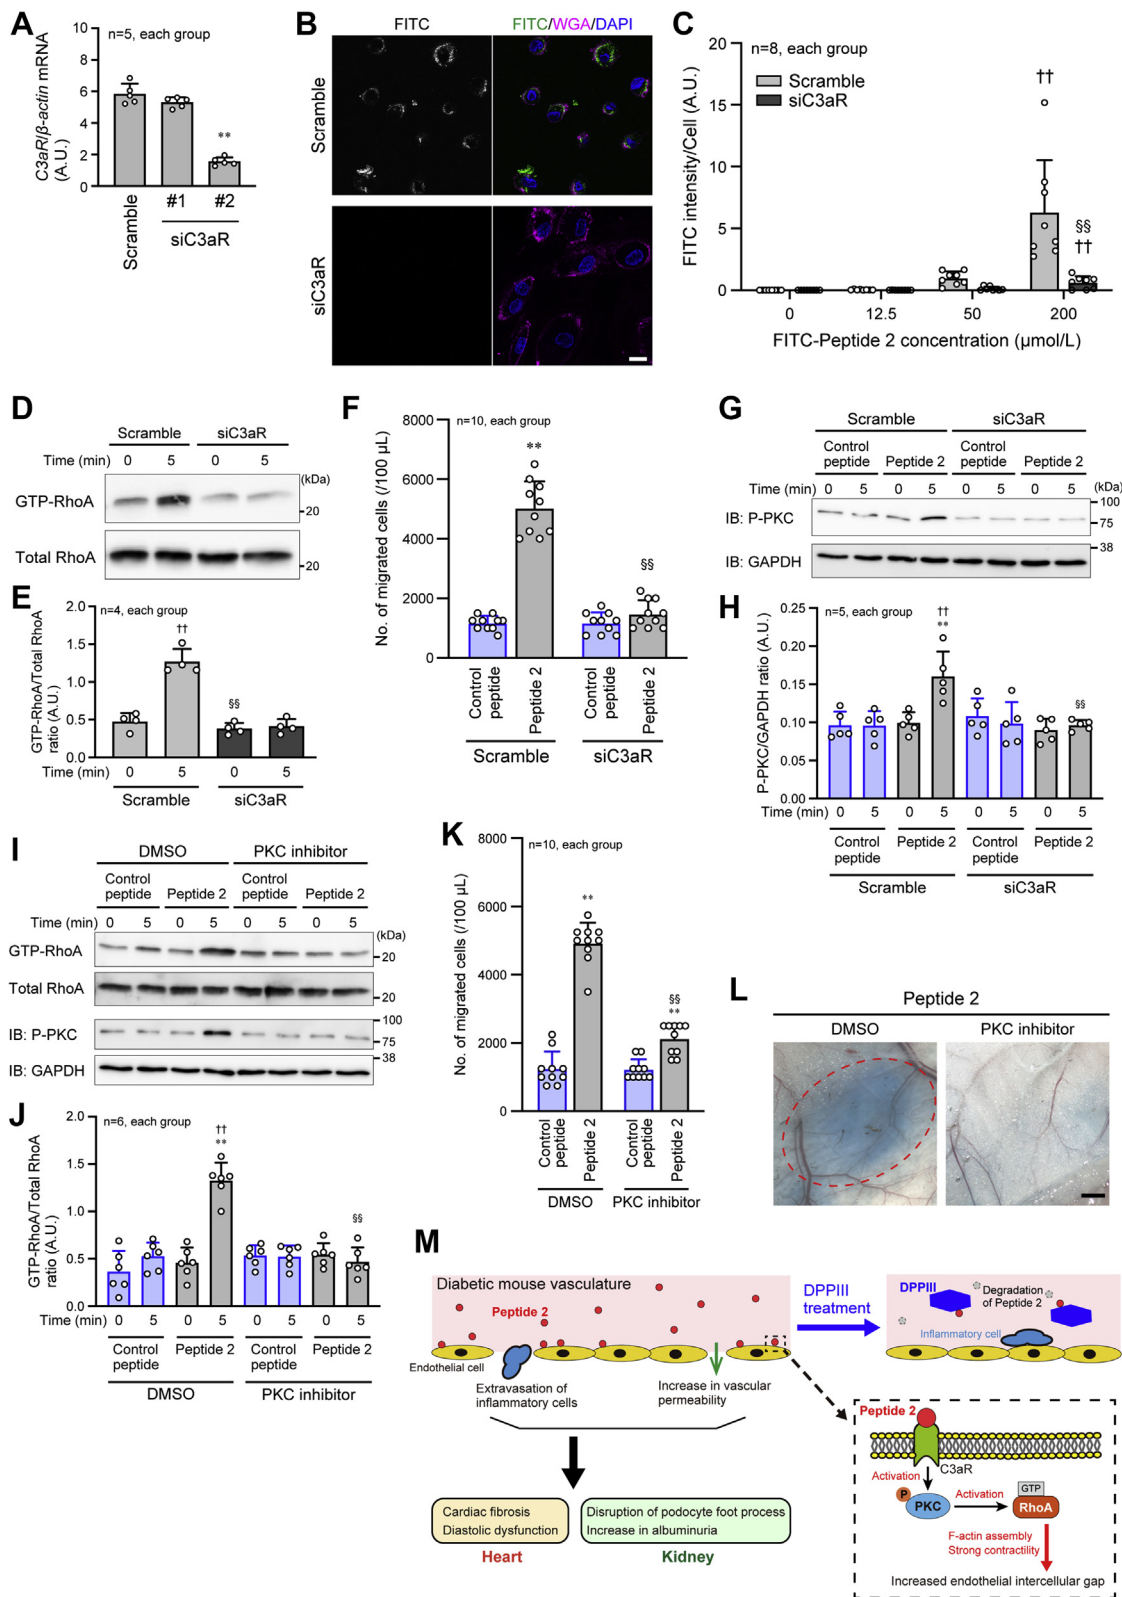 A
n=5, each group
C3aR/β-actin mRNA
(A.U.)
10
8
6
4
2
0
**
Scramble
#1
#2
siC3aR
B
FITC
FITC/WGA/DAPI
Scramble
siC3aR
C
n=8, each group
Scramble
siC3aR
FITC intensity/Cell (A.U.)
20
15
10
5
0
††
§§
††
0
12.5
50
200
FITC-Peptide 2 concentration (μmol/L)
D
Scramble
siC3aR
Time (min)
0
5
0
5
(kDa)
GTP-RhoA
20
Total RhoA
20
E
n=4, each group
GTP-RhoA/Total RhoA
ratio (A.U.)
2.0
1.5
1.0
0.5
0.0
††
§§
Time (min)
0
5
0
5
Scramble
siC3aR
F
n=10, each group
No. of migrated cells (/100 μL)
8000
6000
4000
2000
0
**
§§
Control
peptide
Peptide 2
Control
peptide
Peptide 2
Scramble
siC3aR
G
Scramble
siC3aR
Control
peptide
Peptide 2
Control
peptide
Peptide 2
Time (min)
0
5
0
5
0
5
0
5
(kDa)
100
IB: P-PKC
75
38
IB: GAPDH
H
n=5, each group
P-PKC/GAPDH ratio (A.U.)
0.25
0.20
0.15
0.10
0.05
0.00
††
**
§§
Time (min)
0
5
0
5
0
5
0
5
Control
peptide
Peptide 2
Control
peptide
Peptide 2
Scramble
siC3aR
I
DMSO
PKC inhibitor
Control
peptide
Peptide 2
Control
peptide
Peptide 2
Time (min)
0
5
0
5
0
5
0
5
(kDa)
GTP-RhoA
20
Total RhoA
20
100
IB: P-PKC
75
38
IB: GAPDH
J
n=6, each group
GTP-RhoA/Total RhoA
ratio (A.U.)
2.0
1.5
1.0
0.5
0.0
††
**
§§
Time (min)
0
5
0
5
0
5
0
5
Control
peptide
Peptide 2
Control
peptide
Peptide 2
DMSO
PKC inhibitor
K
n=10, each group
No. of migrated cells (/100 μL)
8000
6000
4000
2000
0
**
§§
**
Control
peptide
Peptide 2
Control
peptide
Peptide 2
DMSO
PKC inhibitor
L
Peptide 2
DMSO
PKC inhibitor
M
Diabetic mouse vasculature
Peptide 2
Endothelial cell
Extravasation of
inflammatory cells
Increase in vascular
permeability
DPPIII
treatment
DPPIII
Degradation
of Peptide 2
Inflammatory cell
Cardiac fibrosis
Diastolic dysfunction
Heart
Disruption of podocyte foot process
Increase in albuminuria
Kidney
Peptide 2
C3aR
Activation
P
PKC
Activation
GTP
RhoA
F-actin assembly
Strong contractility
Increased endothelial intercellular gap